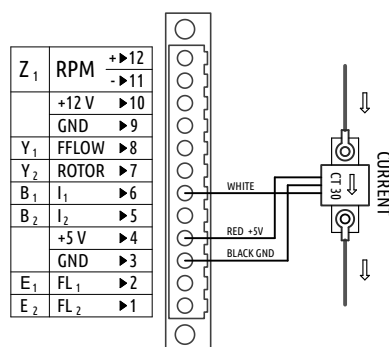 Z1 RPM +▶12
-▶11
+12 V ▶10
GND ▶9
Y1 FFLOW ▶8
Y2 ROTOR ▶7
B1 I1 ▶6
B2 I2 ▶5
+5 V ▶4
GND ▶3
E1 FL1 ▶2
E2 FL2 ▶1
WHITE
RED +5V
BLACK GND
CT 30
CURRENT